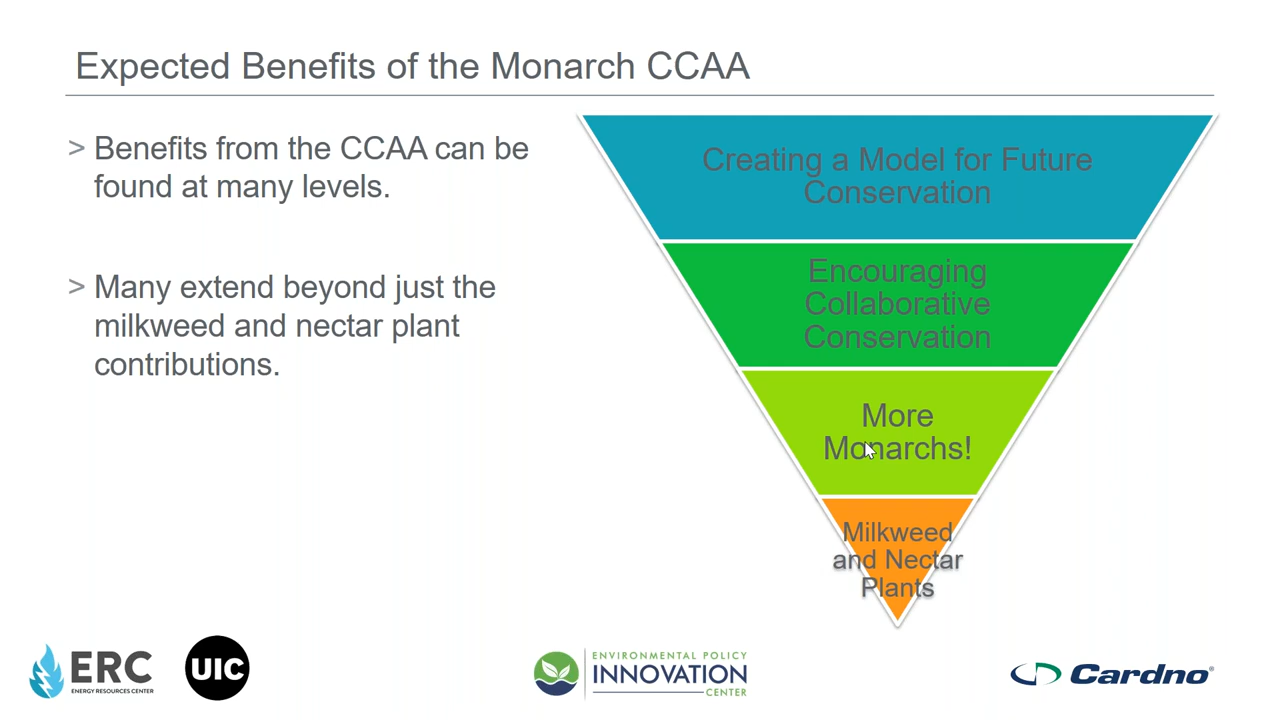 Expected Benefits of the Monarch CCAA
> Benefits from the CCAA can be
found at many levels.
> Many extend beyond just the
milkweed and nectar plant
contributions.
Creating a Model for Future
Conservation
Encouraging
Collaborative
Conservation
More
Monarchs!
Milkweed
and Nectar
Plants
ERC
ENERGY RESOURCES CENTER
UIC
ENVIRONMENTAL POLICY
INNOVATION
CENTER
Cardno®